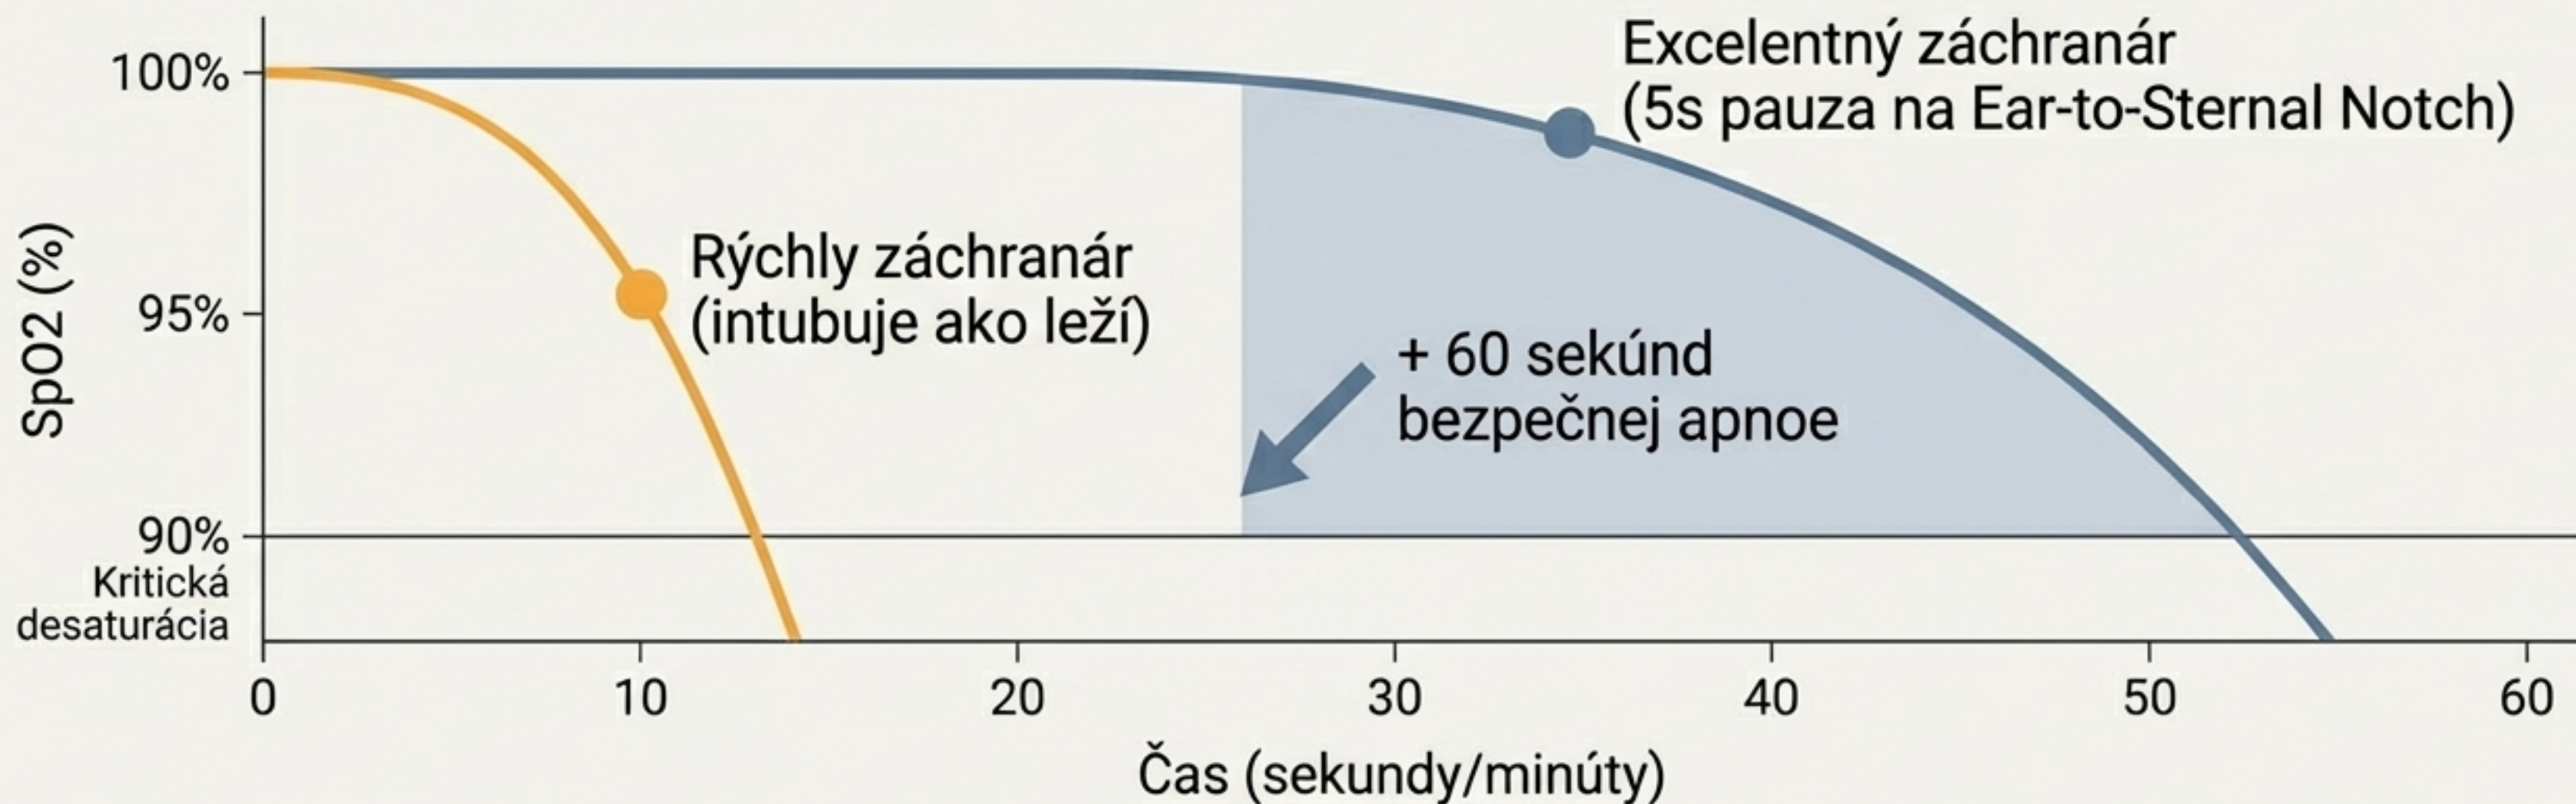 Excelentný záchranár
(5s pauza na Ear-to-Sternal Notch)
100%
Rýchly záchranár
(intubuje ako leží)
95%
SpO2 (%)
+ 60 sekúnd
bezpečnej apnoe
90%
Kritická
desaturácia
0 10 20 30 40 50 60
Čas (sekundy/minúty)